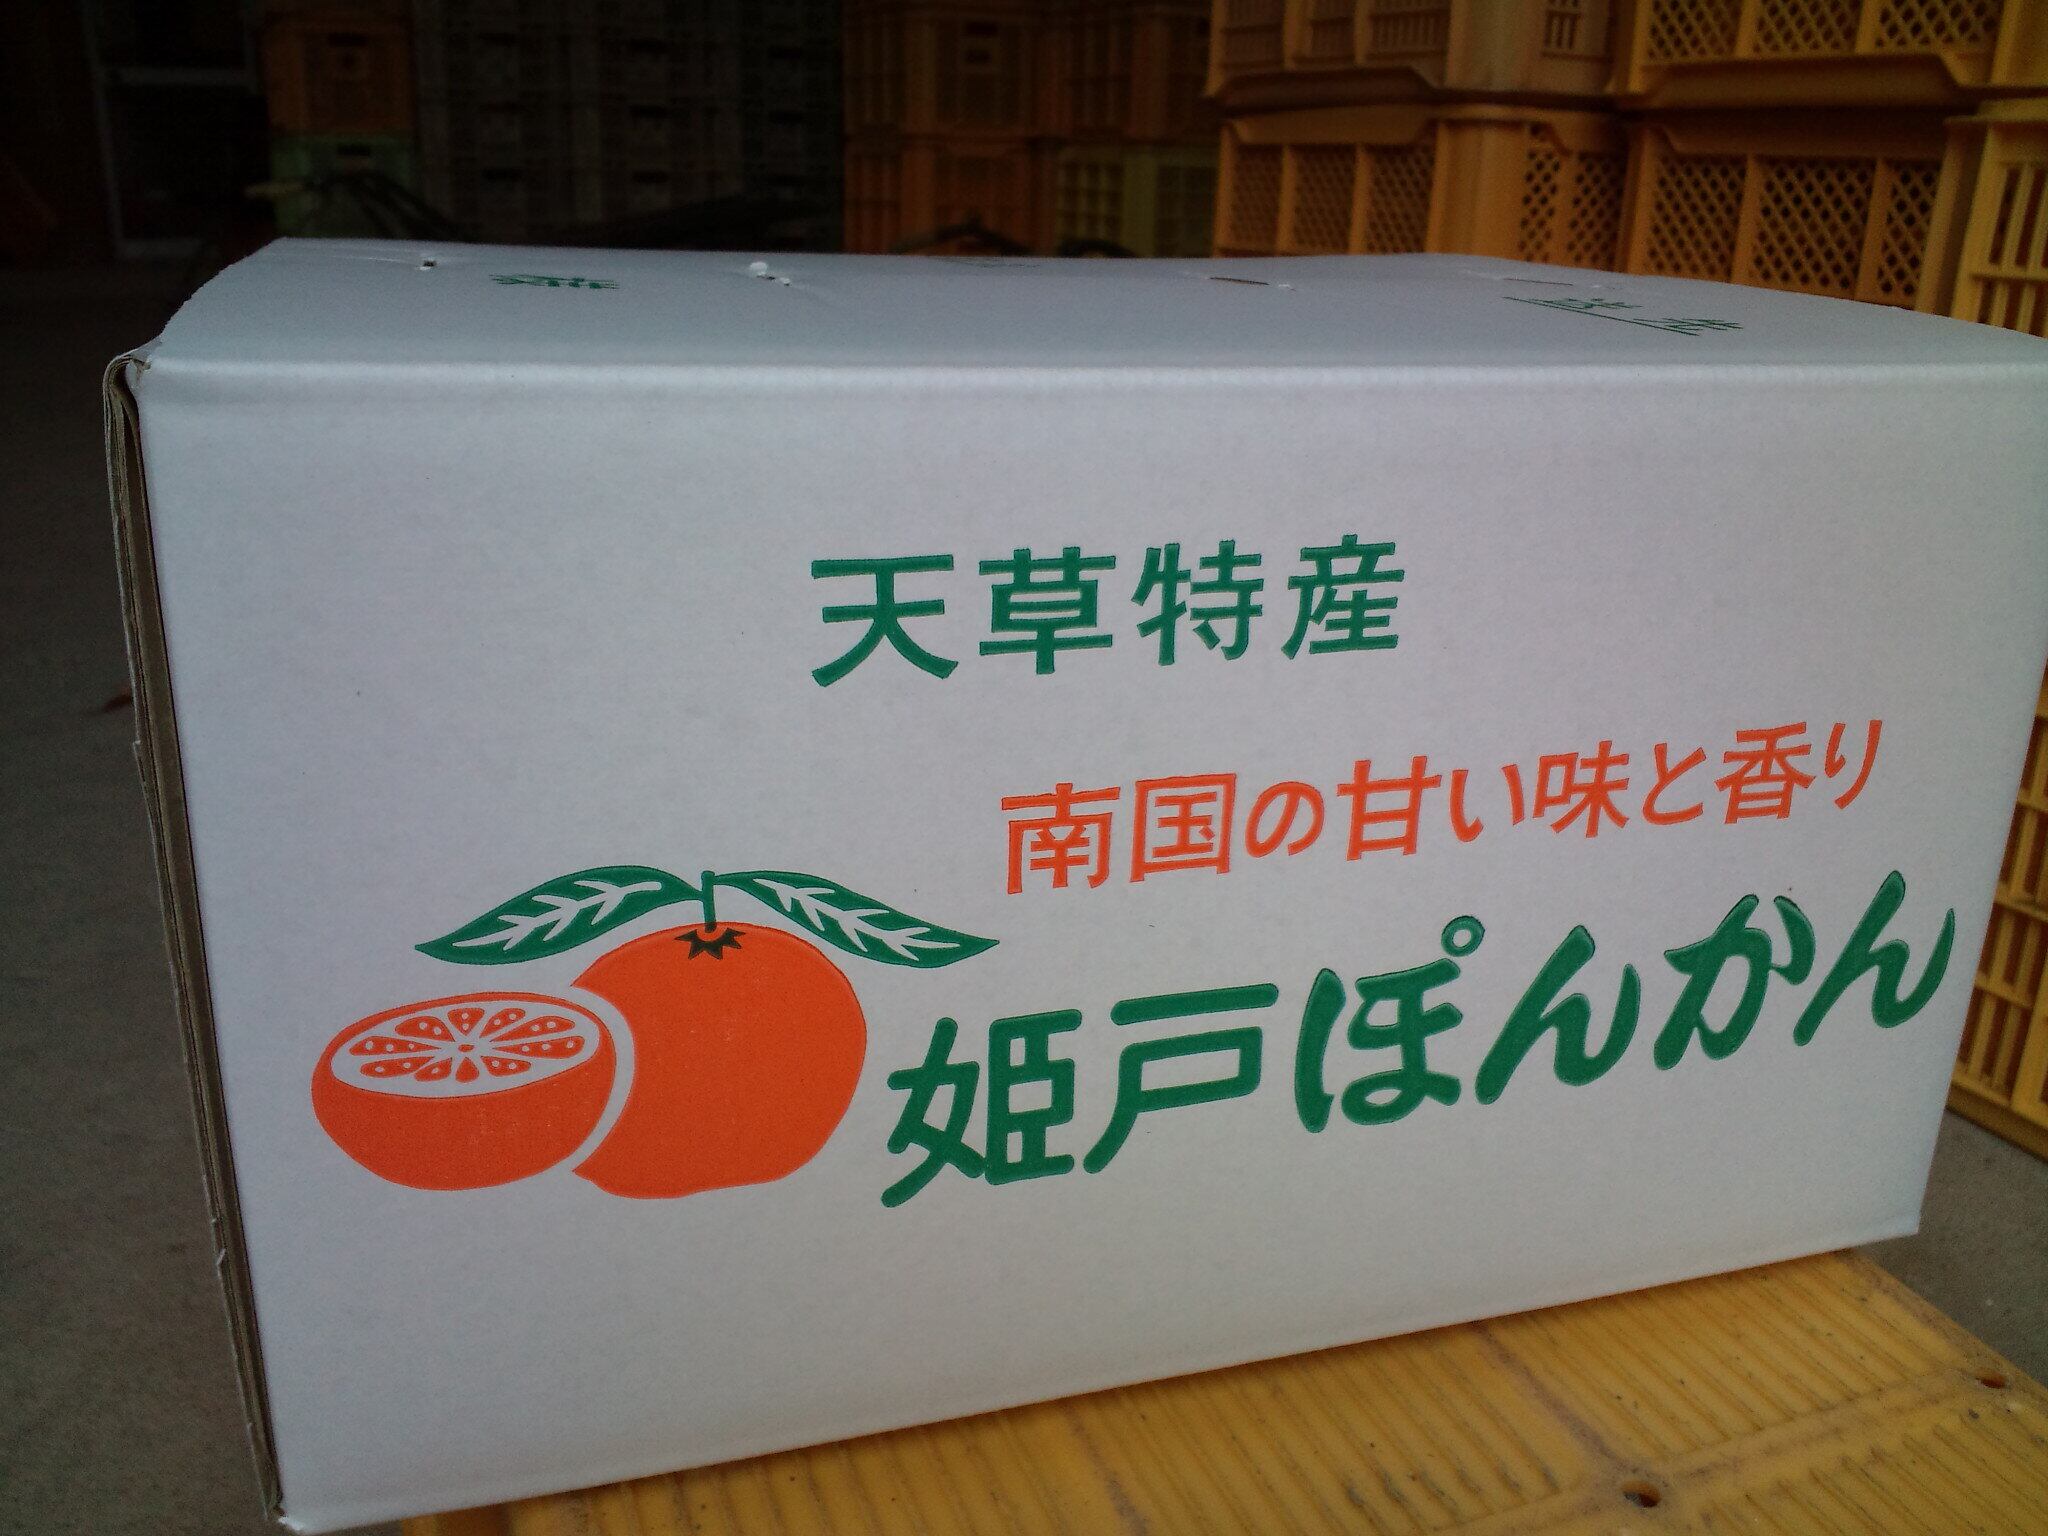 天草特産
南国の甘い味と香り
姫戸ぽんかん